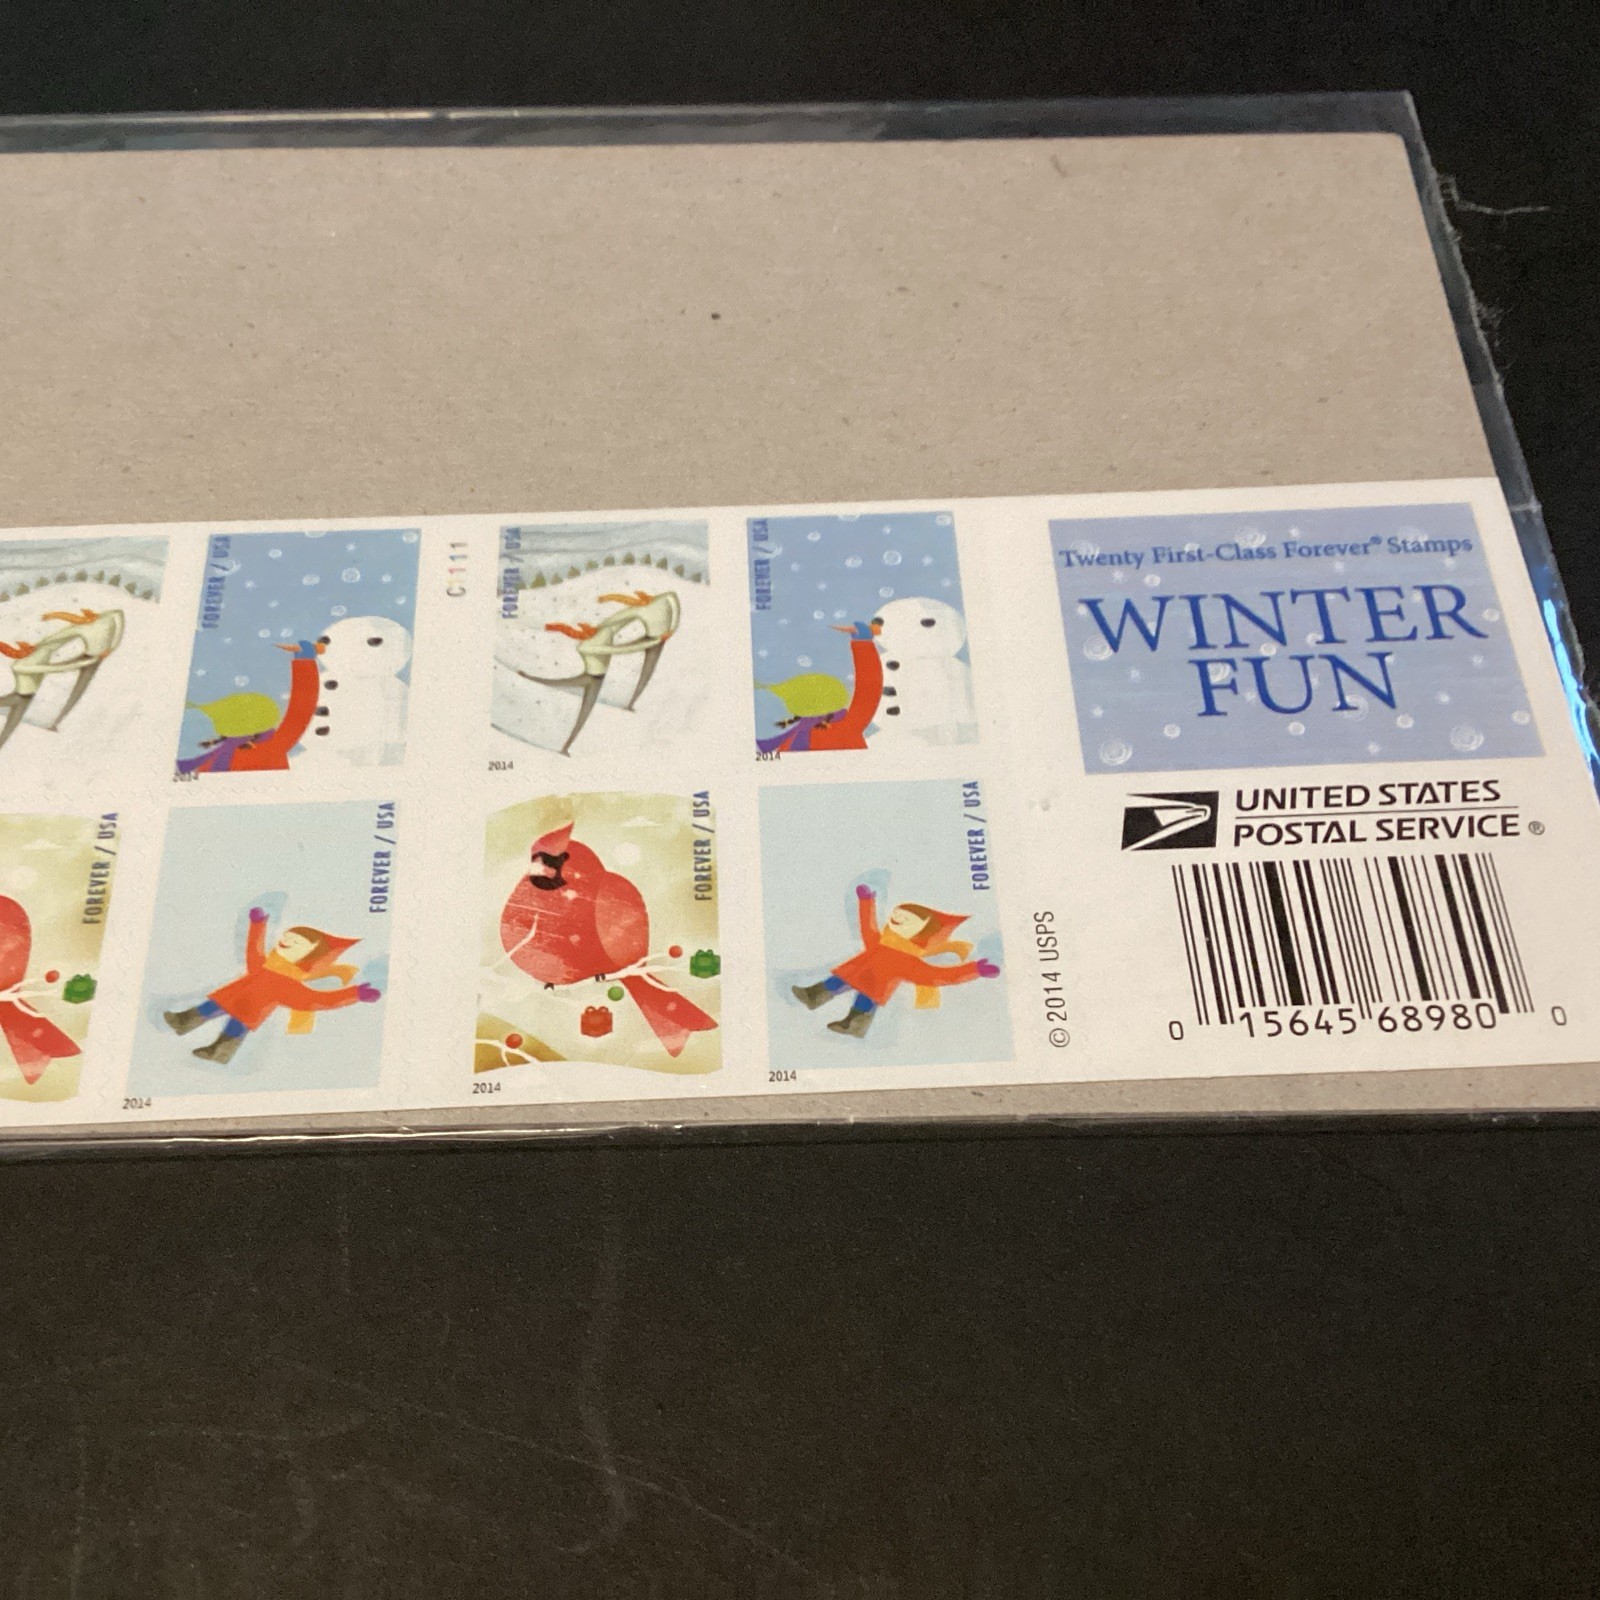 Twenty First-Class Forever® Stamps
WINTER
FUN
UNITED STATES
POSTAL SERVICE®
0 15645 68980 0
© 2014 USPS
C1111
FOREVER / USA
2014
FOREVER / USA
2014
FOREVER / USA
2014
FOREVER / USA
FOREVER / USA
2014
FOREVER / USA
2014
FOREVER / USA
2014